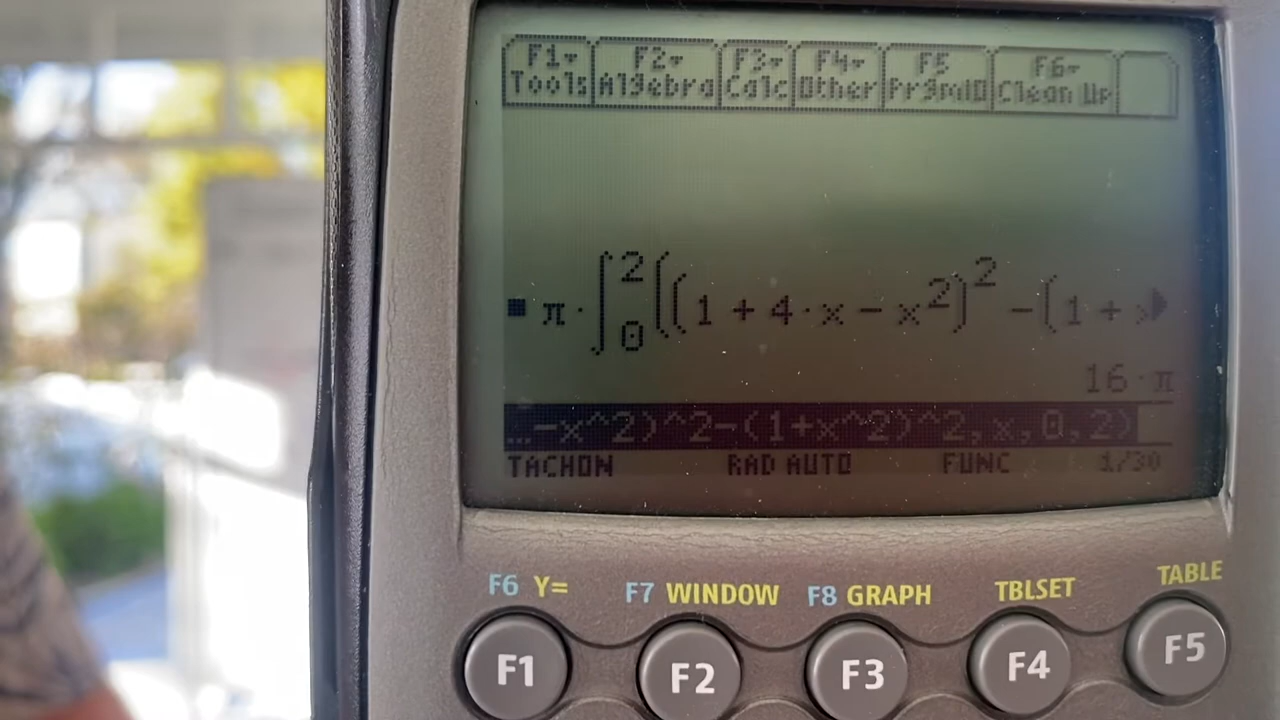 F1▾ F2▾ F3▾ F4▾ F5 F6▾
Tools Algebra Calc Other PrgmIO Clean Up
■ π·∫₀²((1 + 4·x − x²)² − (1 + x▶
16·π
…-x^2)^2-(1+x^2)^2,x,0,2)
TACHON RAD AUTO FUNC 1/30
F6 Y= F7 WINDOW F8 GRAPH TBLSET TABLE
F1 F2 F3 F4 F5